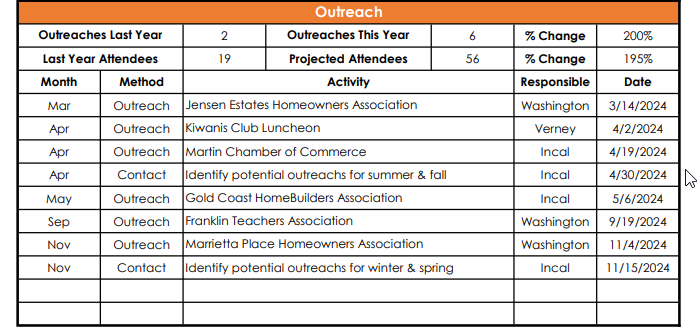 Outreach
Outreaches Last Year 2 Outreaches This Year 6 % Change 200%
Last Year Attendees 19 Projected Attendees 56 % Change 195%
Month Method Activity Responsible Date
Mar Outreach Jensen Estates Homeowners Association Washington 3/14/2024
Apr Outreach Kiwanis Club Luncheon Verney 4/2/2024
Apr Outreach Martin Chamber of Commerce Incal 4/19/2024
Apr Contact Identify potential outreachs for summer & fall Incal 4/30/2024
May Outreach Gold Coast HomeBuilders Association Incal 5/6/2024
Sep Outreach Franklin Teachers Association Washington 9/19/2024
Nov Outreach Marrietta Place Homeowners Association Washington 11/4/2024
Nov Contact Identify potential outreachs for winter & spring Incal 11/15/2024